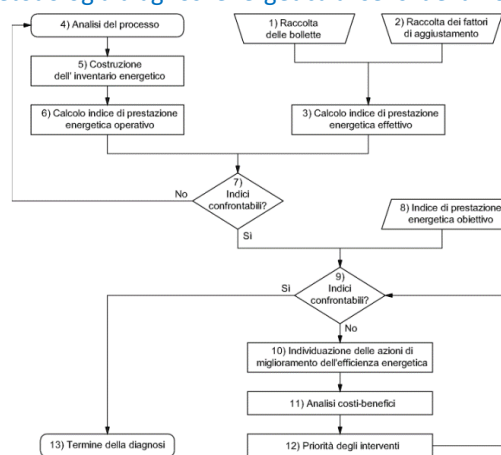 4) Analisi del processo
1) Raccolta
delle bollette
2) Raccolta dei fattori
di aggiustamento
5) Costruzione
dell' inventario energetico
6) Calcolo indice di prestazione
energetica operativo
3) Calcolo indice di prestazione
energetica effettivo
7)
Indici
confrontabili?
No
Sì
8) Indice di prestazione
energetica obiettivo
9)
Indici
confrontabili?
Sì
No
10) Individuazione delle azioni di
miglioramento dell'efficienza energetica
11) Analisi costi-benefici
12) Priorità degli interventi
13) Termine della diagnosi